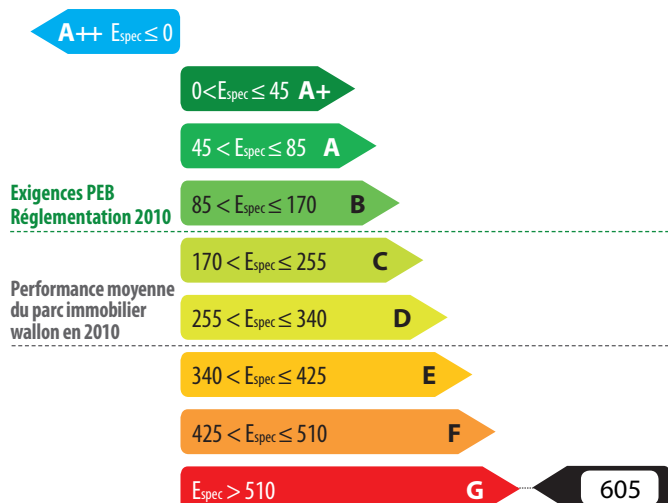 A++ Espec ≤ 0
0<Espec ≤ 45 A+
45 < Espec ≤ 85 A
Exigences PEB
Réglementation 2010
85 < Espec ≤ 170 B
170 < Espec ≤ 255 C
Performance moyenne
du parc immobilier
wallon en 2010
255 < Espec ≤ 340 D
340 < Espec ≤ 425 E
425 < Espec ≤ 510 F
Espec > 510 G 605